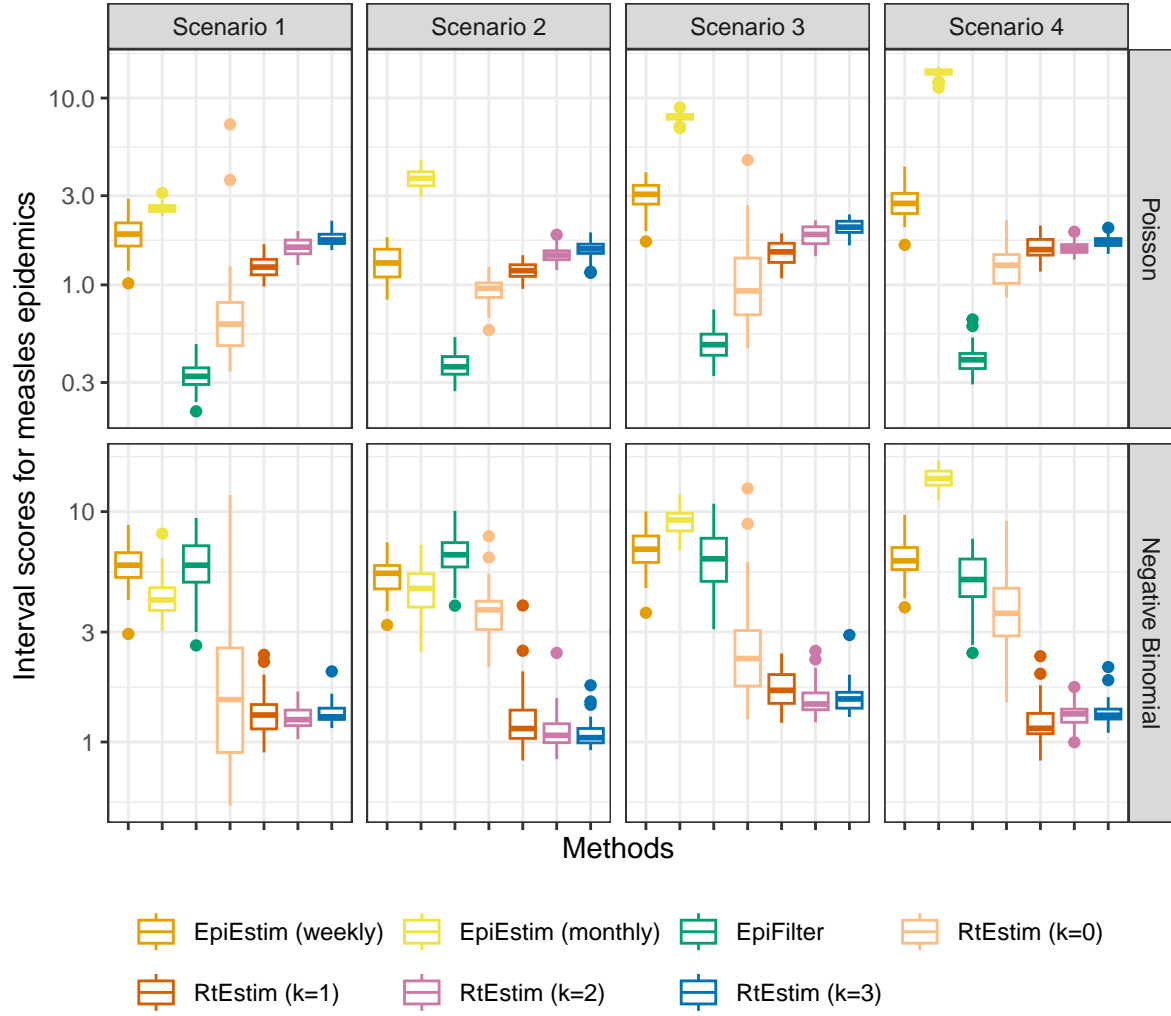 Scenario 1
Scenario 2
Scenario 3
Scenario 4
Interval scores for measles epidemics
10.0
3.0
1.0
0.3
Poisson
10
3
1
Negative Binomial
Methods
EpiEstim (weekly)
EpiEstim (monthly)
EpiFilter
RtEstim (k=0)
RtEstim (k=1)
RtEstim (k=2)
RtEstim (k=3)